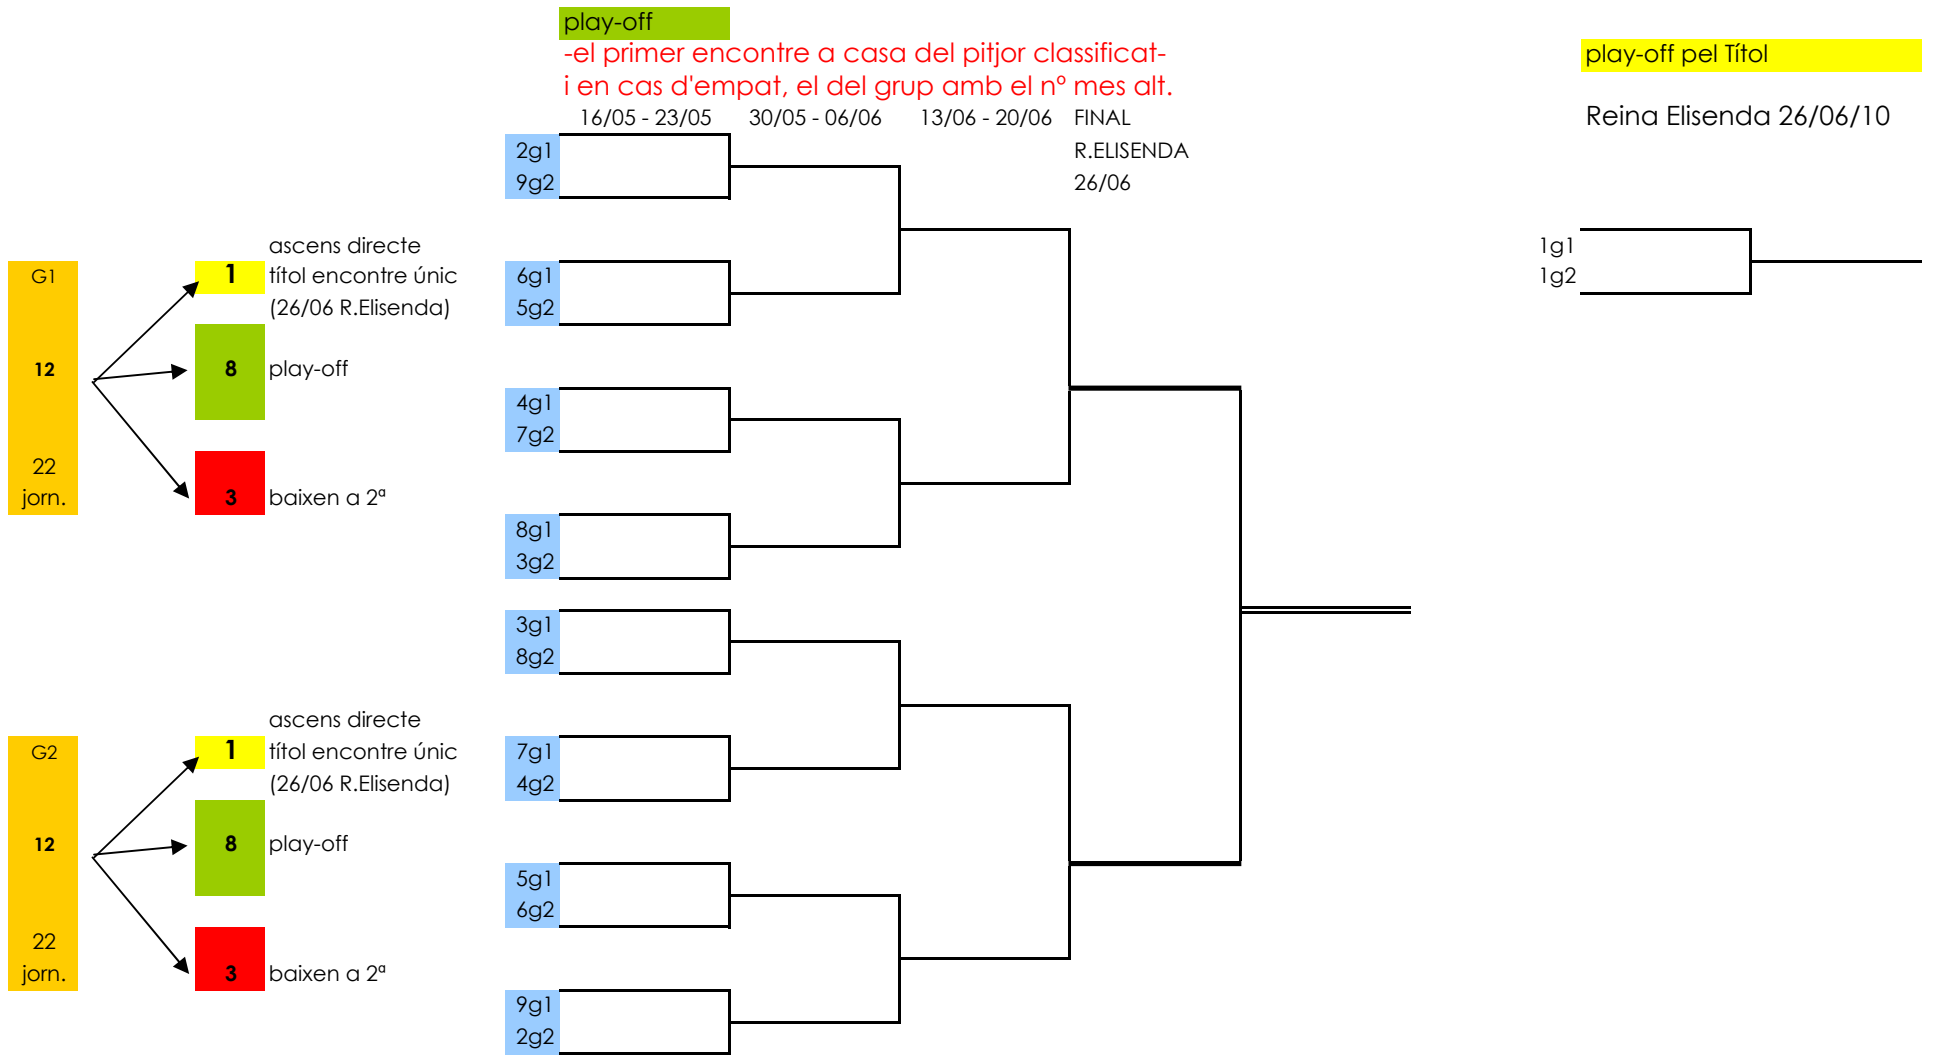 play-off
-el primer encontre a casa del pitjor classificat-
i en cas d'empat, el del grup amb el nº mes alt.
16/05 - 23/05 30/05 - 06/06 13/06 - 20/06 FINAL
R.ELISENDA
26/06
play-off pel Títol
Reina Elisenda 26/06/10
1g1
1g2
G1
12
22
jorn.
ascens directe
1 títol encontre únic
(26/06 R.Elisenda)
8 play-off
3 baixen a 2ª
G2
12
22
jorn.
ascens directe
1 títol encontre únic
(26/06 R.Elisenda)
8 play-off
3 baixen a 2ª
2g1
9g2
6g1
5g2
4g1
7g2
8g1
3g2
3g1
8g2
7g1
4g2
5g1
6g2
9g1
2g2